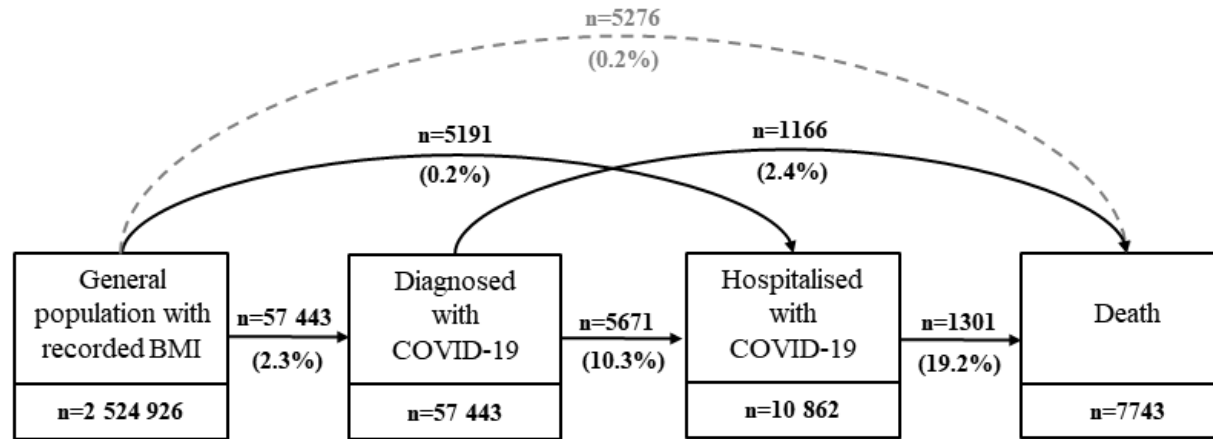 n=5276
(0.2%)
n=5191
(0.2%)
n=1166
(2.4%)
General
population with
recorded BMI
n=2 524 926
n=57 443
(2.3%)
Diagnosed
with
COVID-19
n=57 443
n=5671
(10.3%)
Hospitalised
with
COVID-19
n=10 862
n=1301
(19.2%)
Death
n=7743